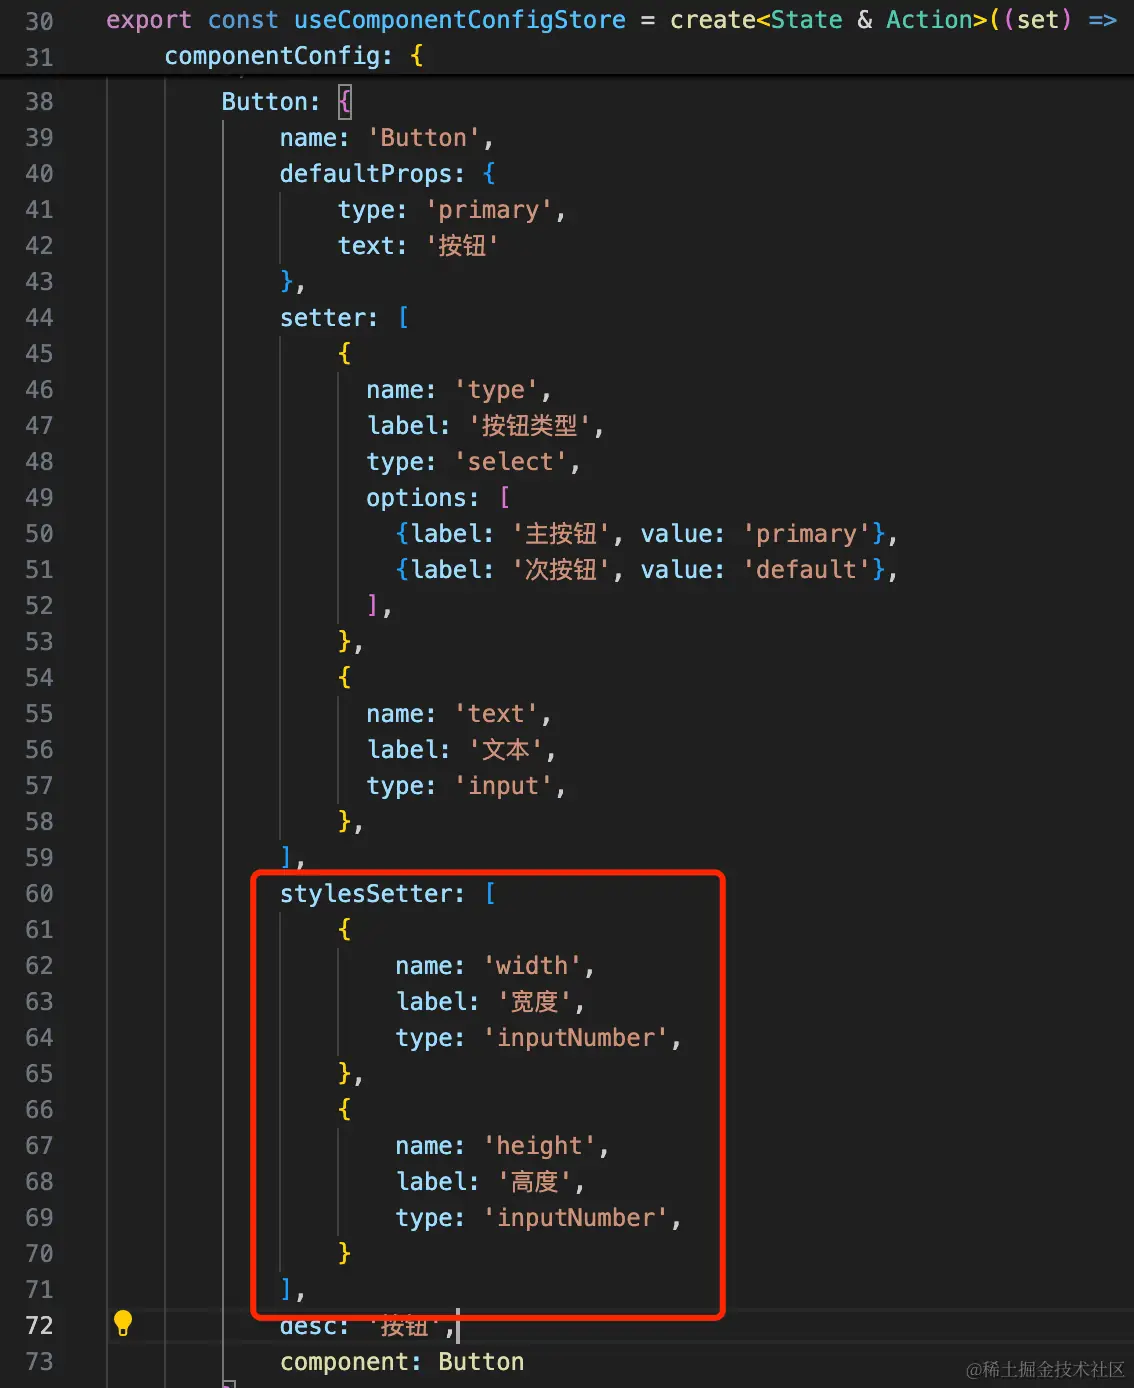 30 export const useComponentConfigStore = create<State & Action>((set) =>
31 componentConfig: {
38 Button: {
39 name: 'Button',
40 defaultProps: {
41 type: 'primary',
42 text: '按钮'
43 },
44 setter: [
45 {
46 name: 'type',
47 label: '按钮类型',
48 type: 'select',
49 options: [
50 {label: '主按钮', value: 'primary'},
51 {label: '次按钮', value: 'default'},
52 ],
53 },
54 {
55 name: 'text',
56 label: '文本',
57 type: 'input',
58 },
59 ],
60 stylesSetter: [
61 {
62 name: 'width',
63 label: '宽度',
64 type: 'inputNumber',
65 },
66 {
67 name: 'height',
68 label: '高度',
69 type: 'inputNumber',
70 }
71 ],
72 desc: '按钮',
73 component: Button
@稀土掘金技术社区